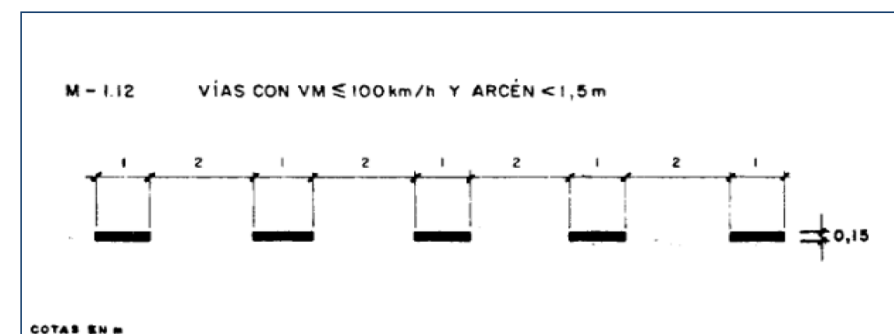 M-1.12 VÍAS CON VM ≤ 100 km/h Y ARCÉN < 1,5 m
1 2 1 2 1 2 1 2 1
0,15
COTAS EN m